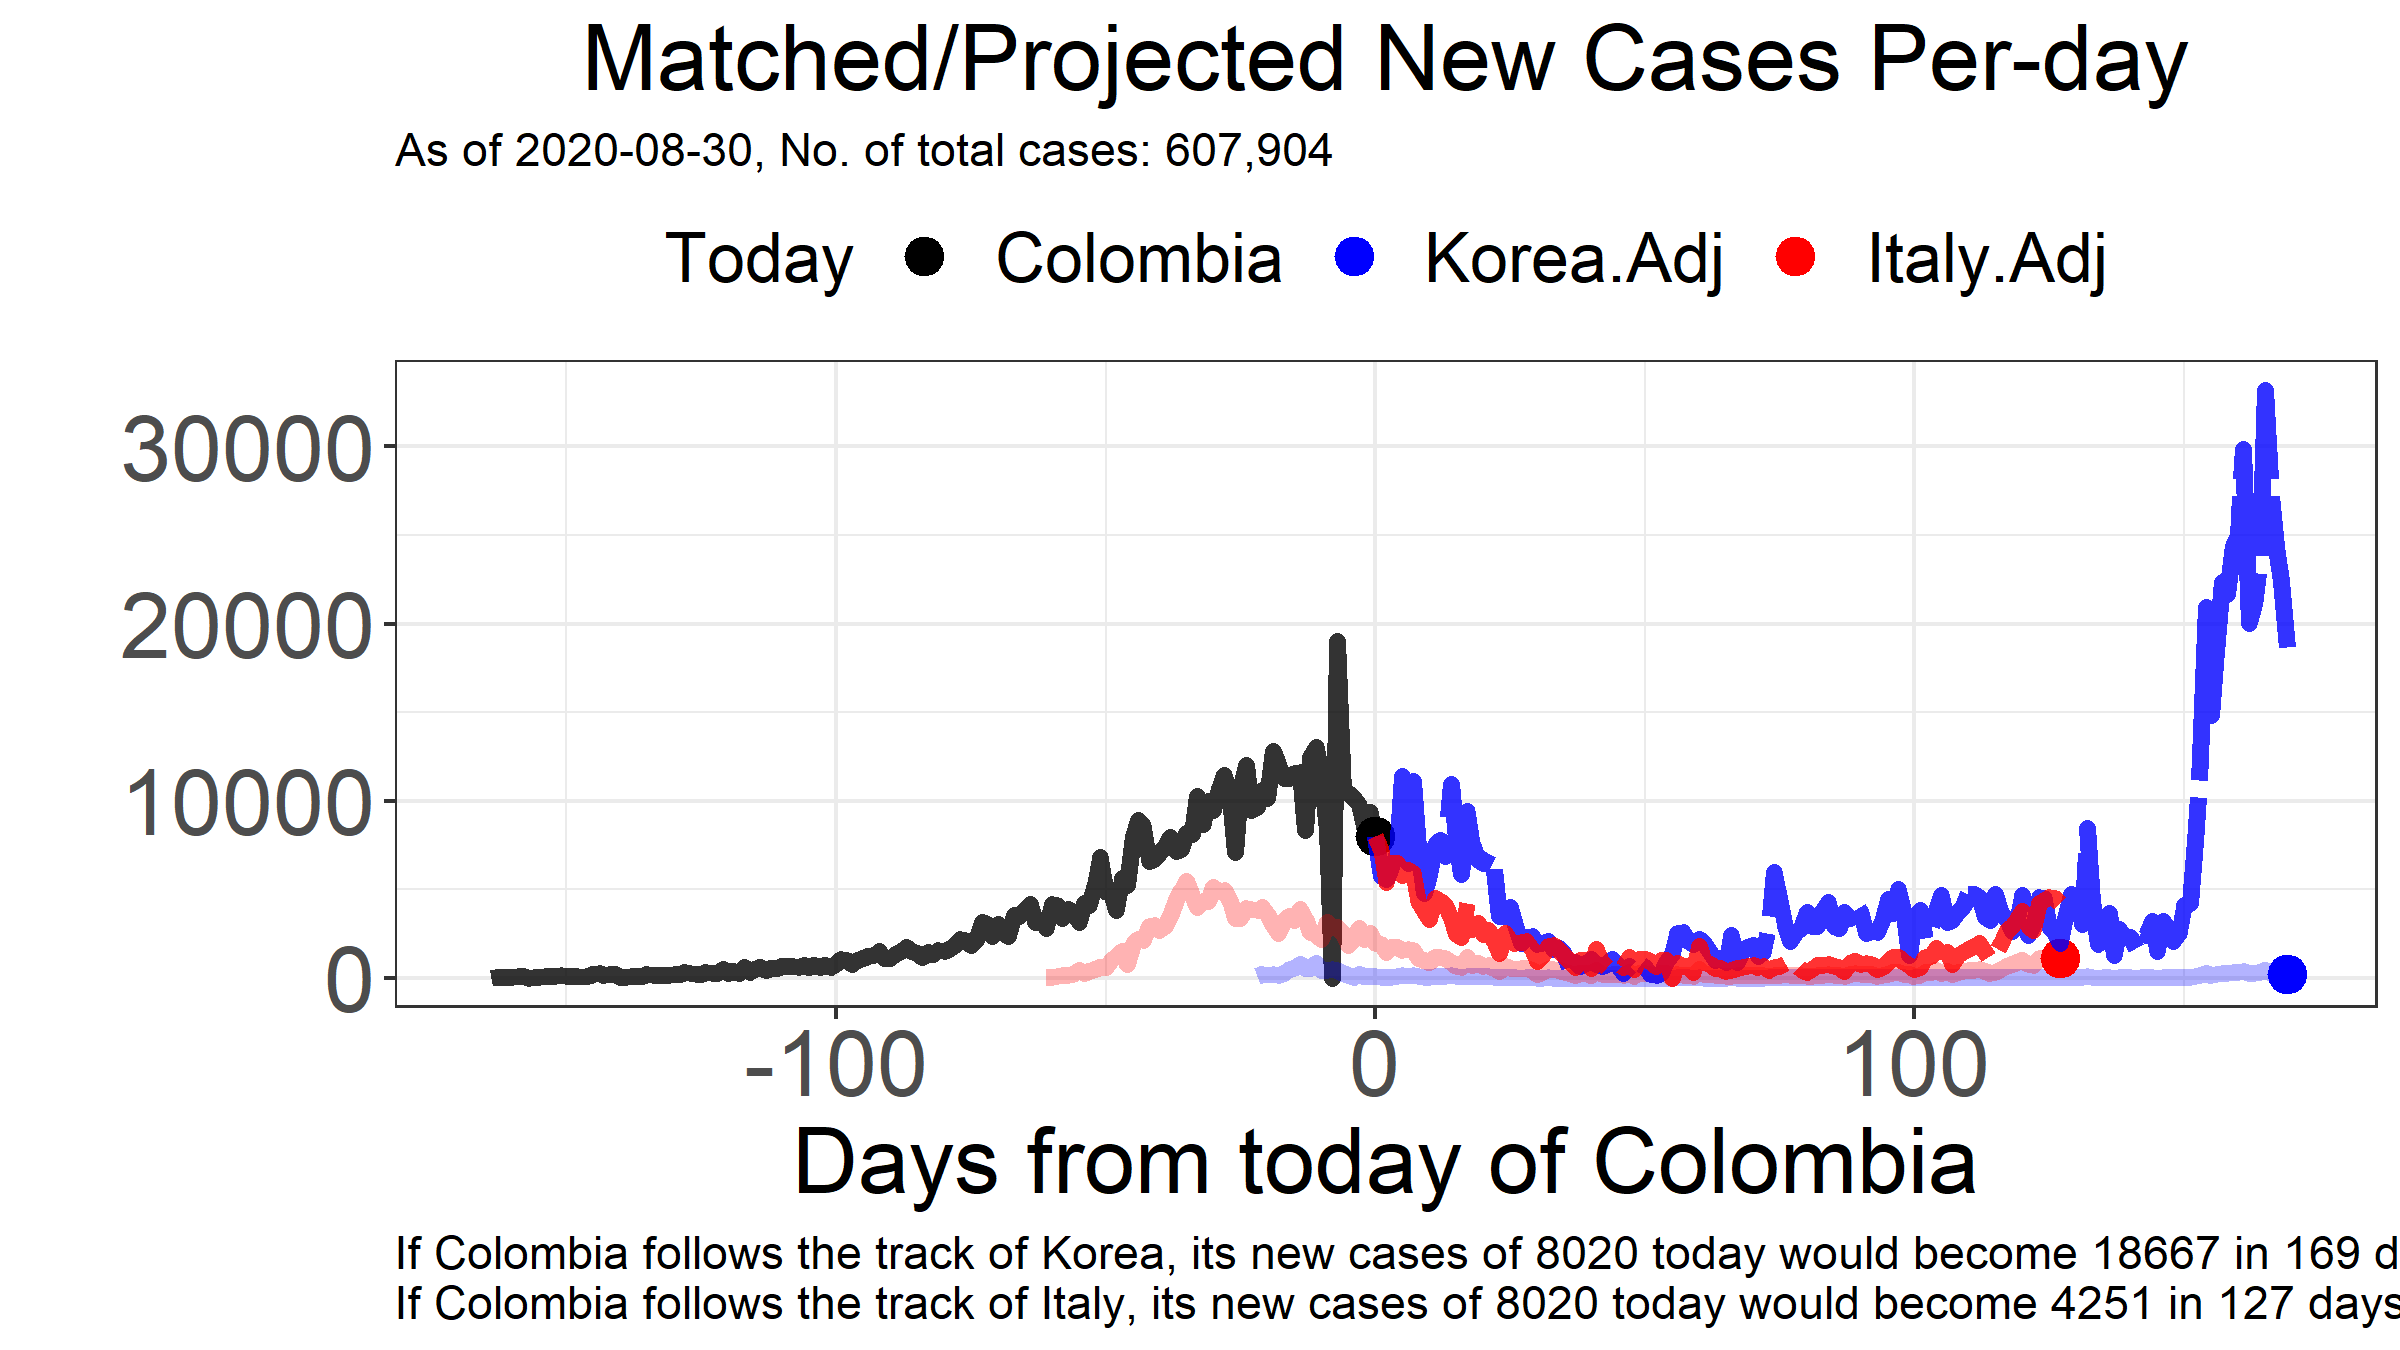 Matched/Projected New Cases Per-day
As of 2020-08-30, No. of total cases: 607,904
Today Colombia Korea.Adj Italy.Adj
30000
20000
10000
0
-100 0 100
Days from today of Colombia
If Colombia follows the track of Korea, its new cases of 8020 today would become 18667 in 169 d
If Colombia follows the track of Italy, its new cases of 8020 today would become 4251 in 127 days